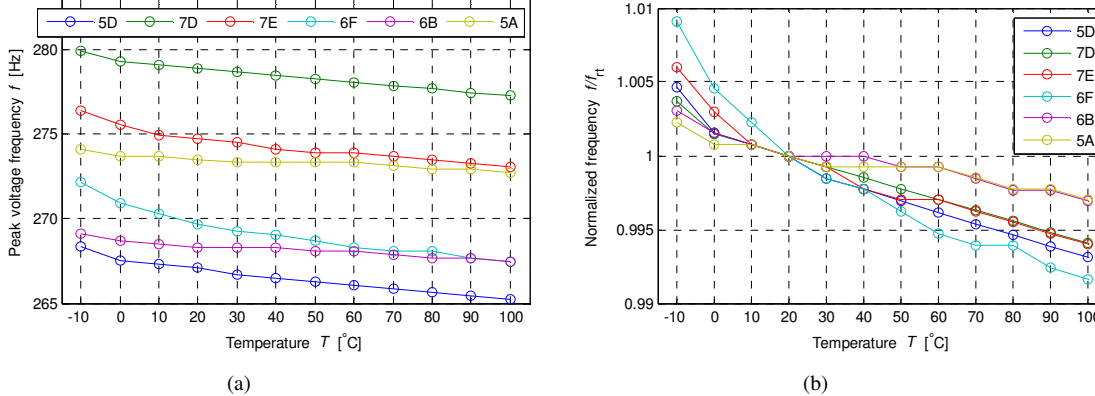 5D 7D 7E 6F 6B 5A
280
275
270
265
Peak voltage frequency f [Hz]
-10 0 10 20 30 40 50 60 70 80 90 100
Temperature T [°C]
(a)
1.01
1.005
1
0.995
0.99
Normalized frequency f/frt
5D
7D
7E
6F
6B
5A
-10 0 10 20 30 40 50 60 70 80 90 100
Temperature T [°C]
(b)